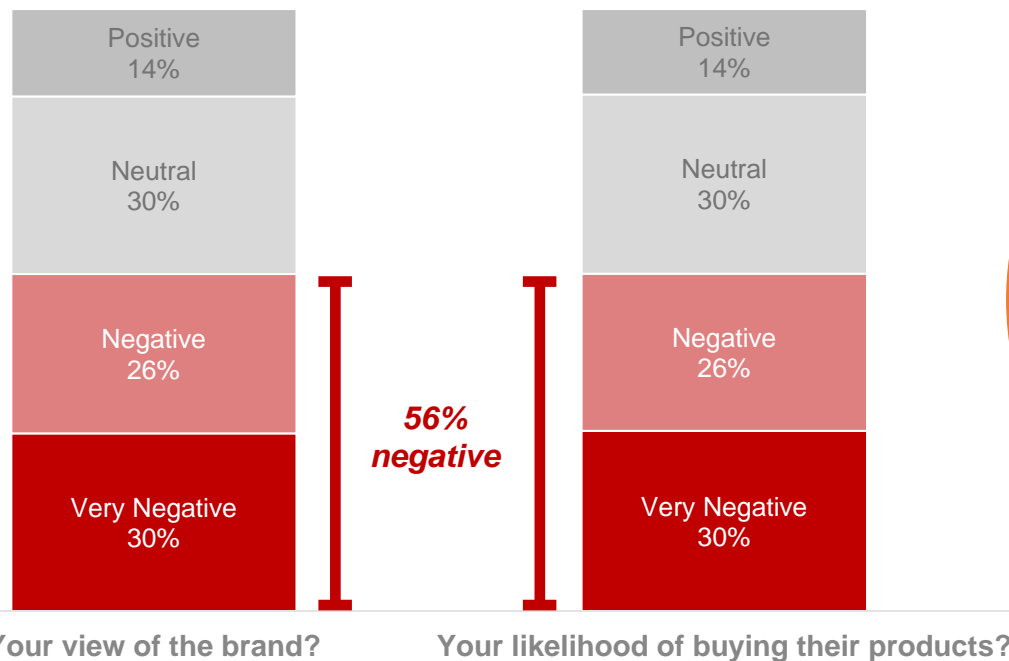 Positive
14%
Neutral
30%
Negative
26%
Very Negative
30%
56%
negative
Positive
14%
Neutral
30%
Negative
26%
Very Negative
30%
Your view of the brand?
Your likelihood of buying their products?